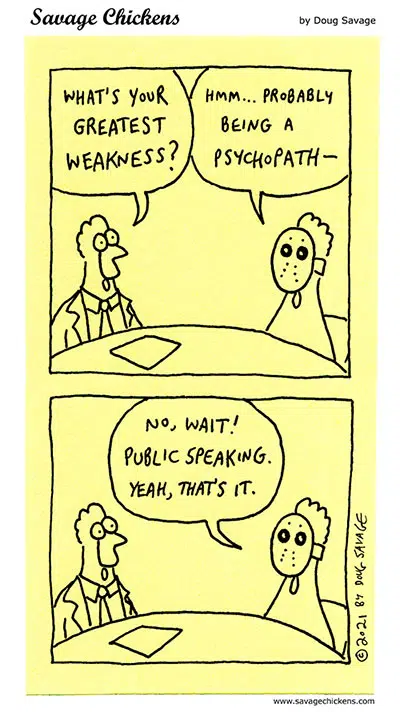 Savage Chickens
by Doug Savage
WHAT'S YOUR
GREATEST
WEAKNESS?
HMM... PROBABLY
BEING A
PSYCHOPATH—
NO, WAIT!
PUBLIC SPEAKING.
YEAH, THAT'S IT.
©2021 BY DOUG SAVAGE
www.savagechickens.com